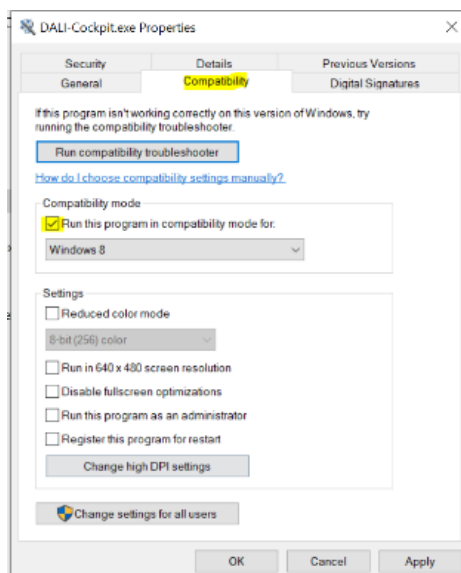 DALI-Cockpit.exe Properties
Security Details Previous Versions
General Compatibility Digital Signatures
If this program isn't working correctly on this version of Windows, try
running the compatibility troubleshooter.
Run compatibility troubleshooter
How do I choose compatibility settings manually?
Compatibility mode
Run this program in compatibility mode for:
Windows 8
Settings
Reduced color mode
8-bit (256) color
Run in 640 x 480 screen resolution
Disable fullscreen optimizations
Run this program as an administrator
Register this program for restart
Change high DPI settings
Change settings for all users
OK Cancel Apply